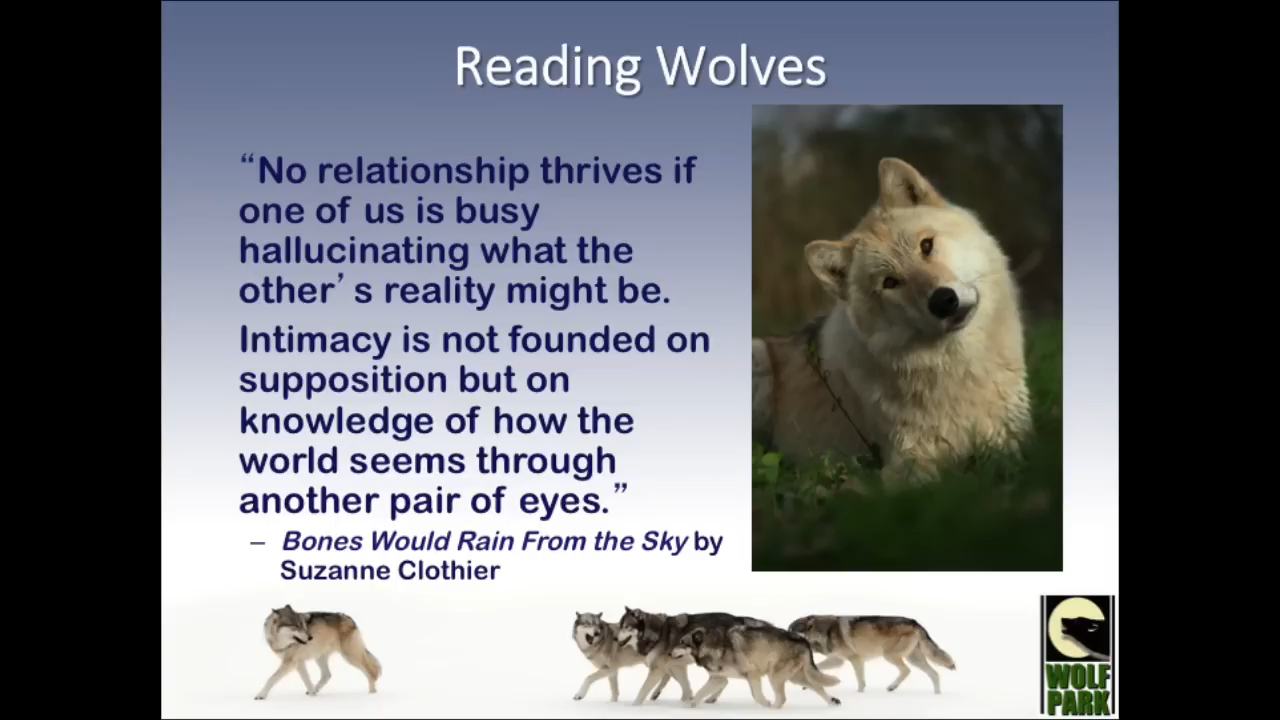 Reading Wolves
“No relationship thrives if
one of us is busy
hallucinating what the
other’s reality might be.
Intimacy is not founded on
supposition but on
knowledge of how the
world seems through
another pair of eyes.”
– Bones Would Rain From the Sky by
Suzanne Clothier
WOLF
PARK